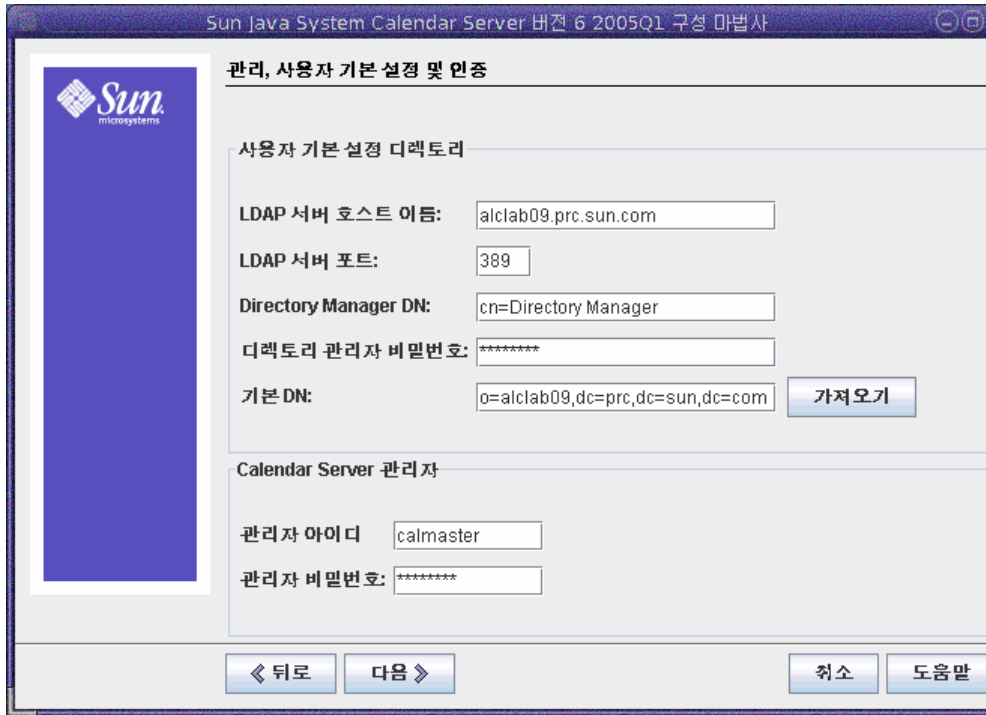 Sun Java System Calendar Server 버전 6 2005Q1 구성 마법사
Sun
microsystems
관리, 사용자 기본 설정 및 인증
사용자 기본 설정 디렉토리
LDAP 서버 호스트 이름: alclab09.prc.sun.com
LDAP 서버 포트: 389
Directory Manager DN: cn=Directory Manager
디렉토리 관리자 비밀번호: ********
기본 DN: o=alclab09,dc=prc,dc=sun,dc=com 가져오기
Calendar Server 관리자
관리자 아이디 calmaster
관리자 비밀번호: ********
뒤로 다음 취소 도움말